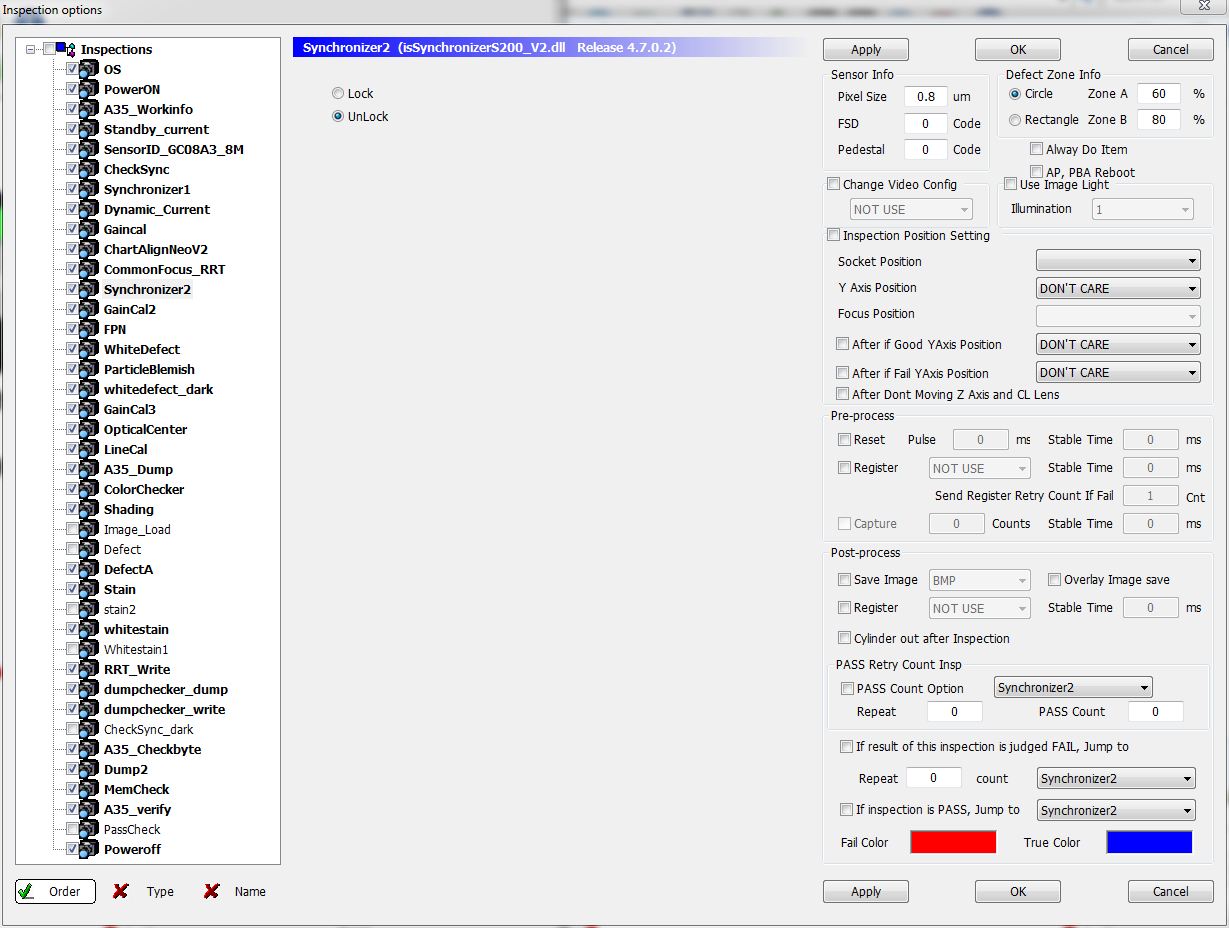 Inspection options
Inspections
OS
PowerON
A35_Workinfo
Standby_current
SensorID_GC08A3_8M
CheckSync
Synchronizer1
Dynamic_Current
Gaincal
ChartAlignNeoV2
CommonFocus_RRT
Synchronizer2
GainCal2
FPN
WhiteDefect
ParticleBlemish
whitedefect_dark
GainCal3
OpticalCenter
LineCal
A35_Dump
ColorChecker
Shading
Image_Load
Defect
DefectA
Stain
stain2
whitestain
Whitestain1
RRT_Write
dumpchecker_dump
dumpchecker_write
CheckSync_dark
A35_Checkbyte
Dump2
MemCheck
A35_verify
PassCheck
Poweroff
Order Type Name
Synchronizer2 (isSynchronizerS200_V2.dll Release 4.7.0.2)
Lock
UnLock
Apply OK Cancel
Sensor Info
Pixel Size 0.8 um
FSD 0 Code
Pedestal 0 Code
Defect Zone Info
Circle Zone A 60 %
Rectangle Zone B 80 %
Alway Do Item
AP, PBA Reboot
Change Video Config
NOT USE
Use Image Light
Illumination 1
Inspection Position Setting
Socket Position
Y Axis Position DON'T CARE
Focus Position
After if Good YAxis Position DON'T CARE
After if Fail YAxis Position DON'T CARE
After Dont Moving Z Axis and CL Lens
Pre-process
Reset Pulse 0 ms Stable Time 0 ms
Register NOT USE Stable Time 0 ms
Send Register Retry Count If Fail 1 Cnt
Capture 0 Counts Stable Time 0 ms
Post-process
Save Image BMP Overlay Image save
Register NOT USE Stable Time 0 ms
Cylinder out after Inspection
PASS Retry Count Insp
PASS Count Option Synchronizer2
Repeat 0 PASS Count 0
If result of this inspection is judged FAIL, Jump to
Repeat 0 count Synchronizer2
If inspection is PASS, Jump to Synchronizer2
Fail Color True Color
Apply OK Cancel